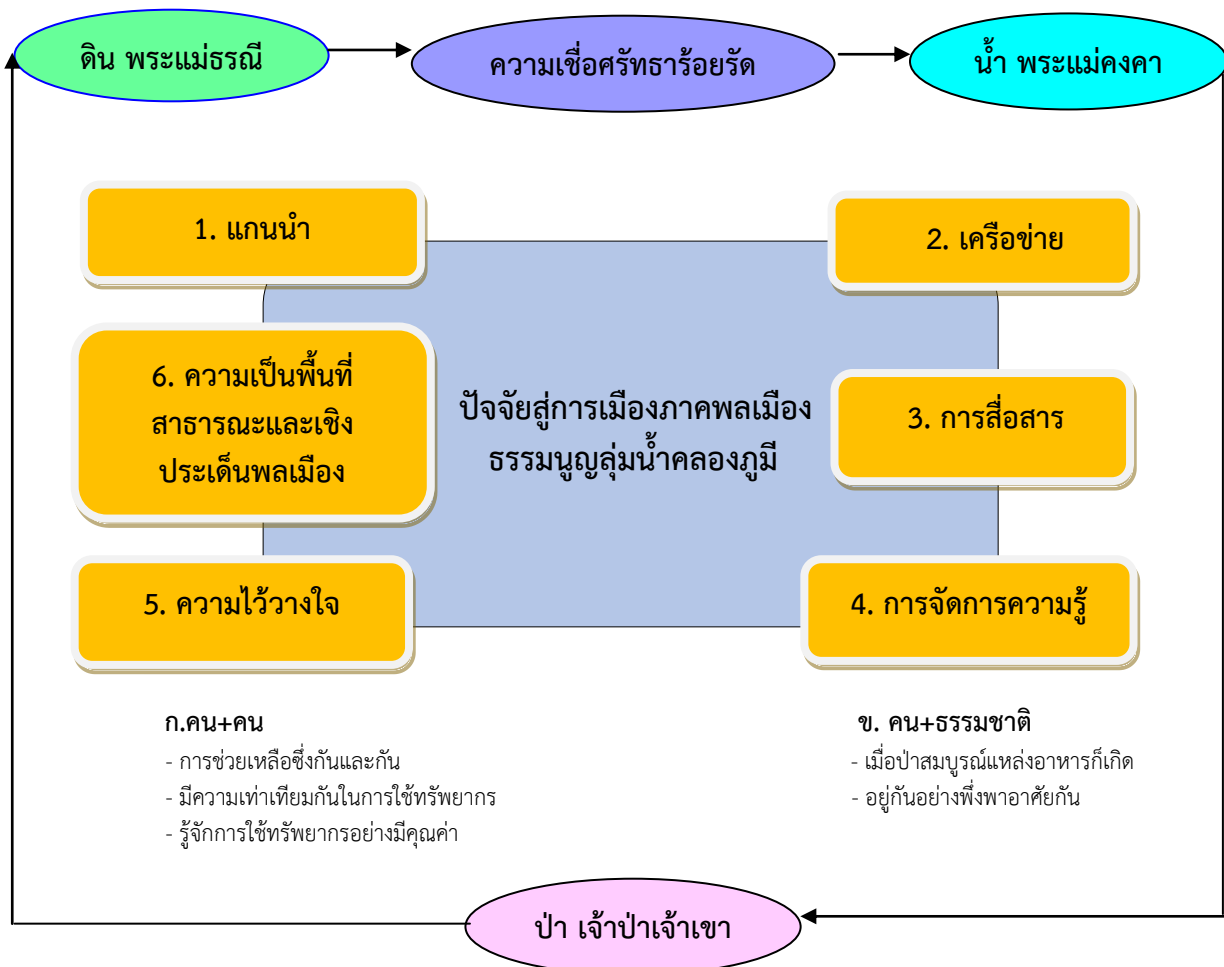 ดิน พระแม่ธรณี
ความเชื่อศรัทธาร้อยรัด
น้ำ พระแม่คงคา
1. แกนนำ
2. เครือข่าย
6. ความเป็นพื้นที่
สาธารณะและเชิง
ประเด็นพลเมือง
ปัจจัยสู่การเมืองภาคพลเมือง
ธรรมนูญลุ่มน้ำคลองภูมี
3. การสื่อสาร
5. ความไว้วางใจ
4. การจัดการความรู้
ก.คน+คน
- การช่วยเหลือซึ่งกันและกัน
- มีความเท่าเทียมกันในการใช้ทรัพยากร
- รู้จักการใช้ทรัพยากรอย่างมีคุณค่า
ข. คน+ธรรมชาติ
- เมื่อป่าสมบูรณ์แหล่งอาหารก็เกิด
- อยู่กันอย่างพึ่งพาอาศัยกัน
ป่า เจ้าป่าเจ้าเขา